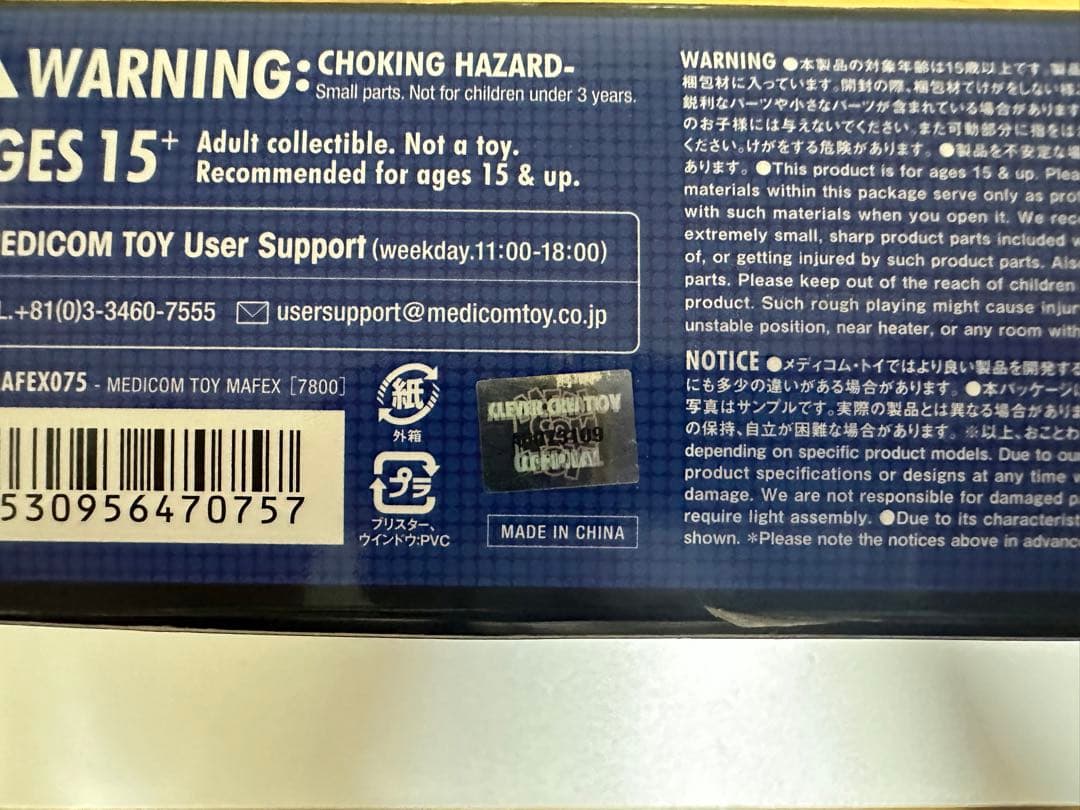 WARNING: CHOKING HAZARD-
Small parts. Not for children under 3 years.
GES 15+ Adult collectible. Not a toy.
Recommended for ages 15 & up.
EDICOM TOY User Support (weekday.11:00-18:00)
L.+81(0)3-3460-7555 usersupport@medicomtoy.co.jp
AFEX075 - MEDICOM TOY MAFEX [7800]
530956470757
紙
外箱
プラ
ブリスター、
ウインドウ:PVC
OFFICIAL
MADE IN CHINA
WARNING ●本製品の対象年齢は15歳以上です。製品
梱包材に入っています。開封の際、梱包材でけがをしない様
鋭利なパーツや小さなパーツが含まれている場合があります
のお子様には与えないでください。また可動部分に指をは
ください。けがをする危険があります。●製品を不安定な場
あります。●This product is for ages 15 & up. Plea
materials within this package serve only as pro
with such materials when you open it. We rec
extremely small, sharp product parts included
of, or getting injured by such product parts. Als
parts. Please keep out of the reach of children
product. Such rough playing might cause injur
unstable position, near heater, or any room with
NOTICE ●メディコム・トイではより良い製品を開発する
にも多少の違いがある場合があります。●本パッケージに
写真はサンプルです。実際の製品とは異なる場合がありま
の保持、自立が困難な場合があります。※以上、おことわ
depending on specific product models. Due to ou
product specifications or designs at any time w
damage. We are not responsible for damaged p
require light assembly. ●Due to its characterist
shown. *Please note the notices above in advanc